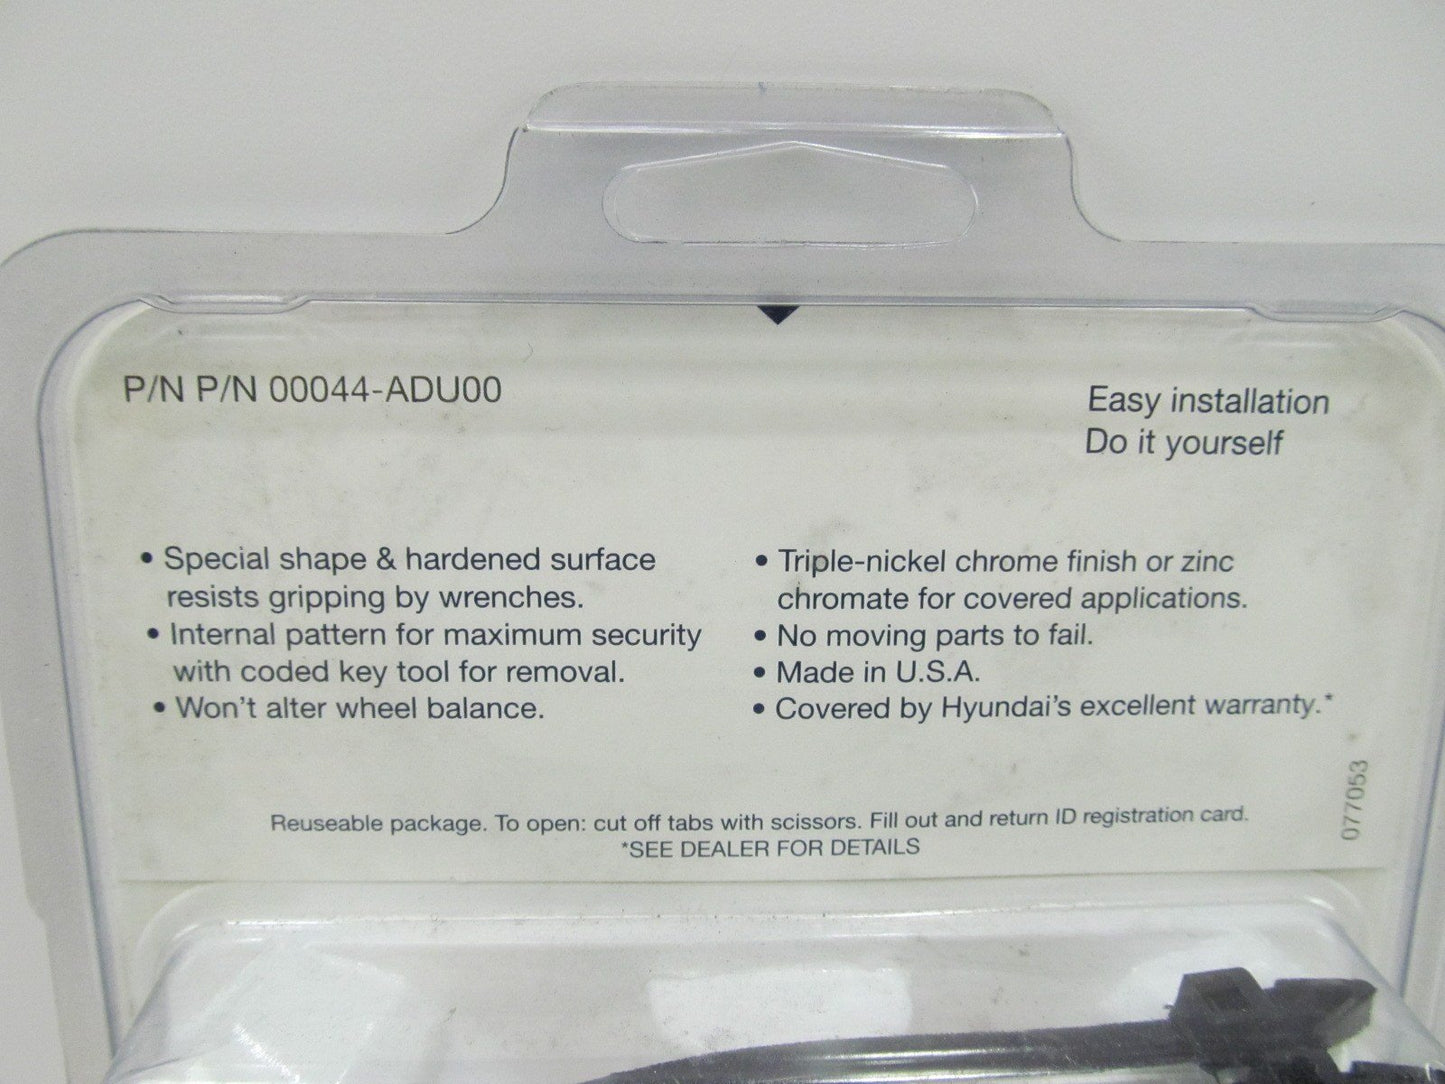 P/N P/N 00044-ADU00
Easy installation
Do it yourself
• Special shape & hardened surface
resists gripping by wrenches.
• Internal pattern for maximum security
with coded key tool for removal.
• Won't alter wheel balance.
• Triple-nickel chrome finish or zinc
chromate for covered applications.
• No moving parts to fail.
• Made in U.S.A.
• Covered by Hyundai's excellent warranty.*
077053
Reuseable package. To open: cut off tabs with scissors. Fill out and return ID registration card.
*SEE DEALER FOR DETAILS